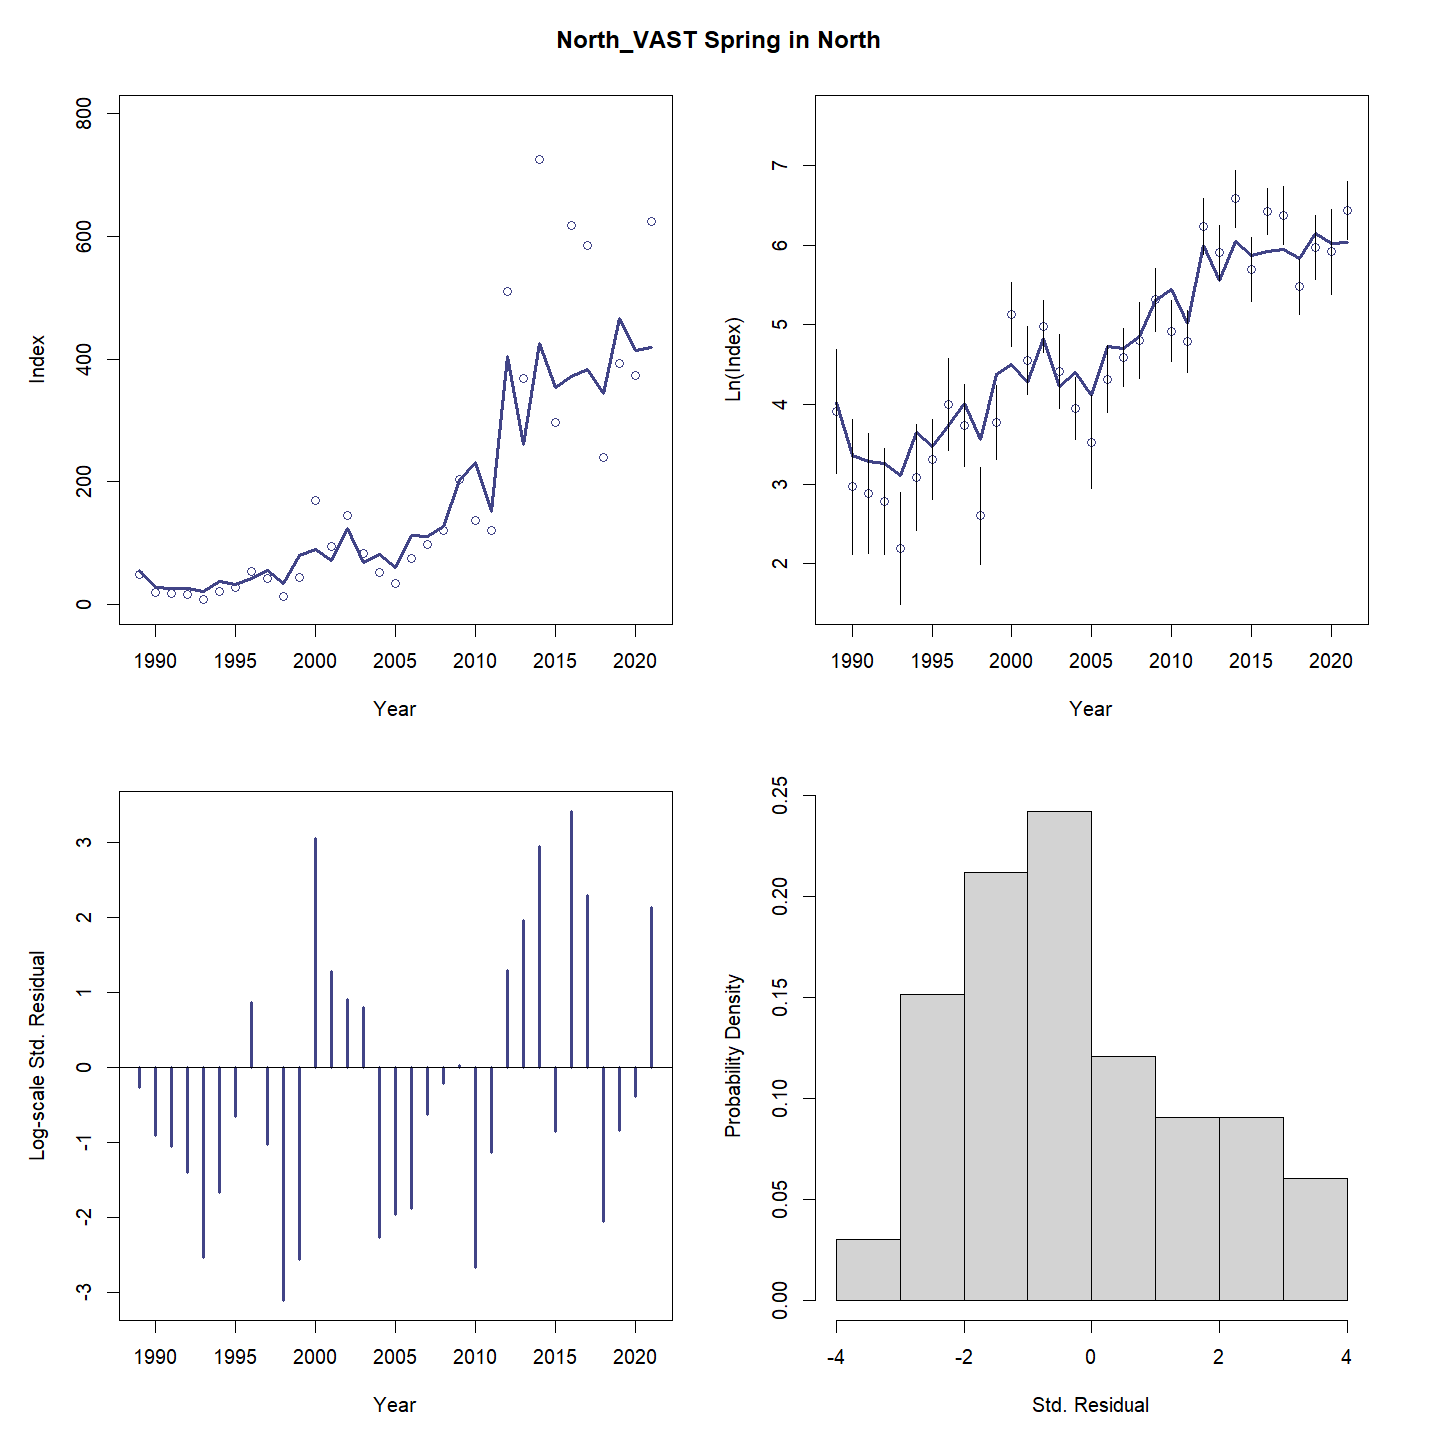 North_VAST Spring in North
800
600
400
200
0
Index
1990 1995 2000 2005 2010 2015 2020
Year
7
6
5
4
3
2
Ln(Index)
1990 1995 2000 2005 2010 2015 2020
Year
3
2
1
0
-1
-2
-3
Log-scale Std. Residual
1990 1995 2000 2005 2010 2015 2020
Year
0.25
0.20
0.15
0.10
0.05
0.00
Probability Density
-4 -2 0 2 4
Std. Residual